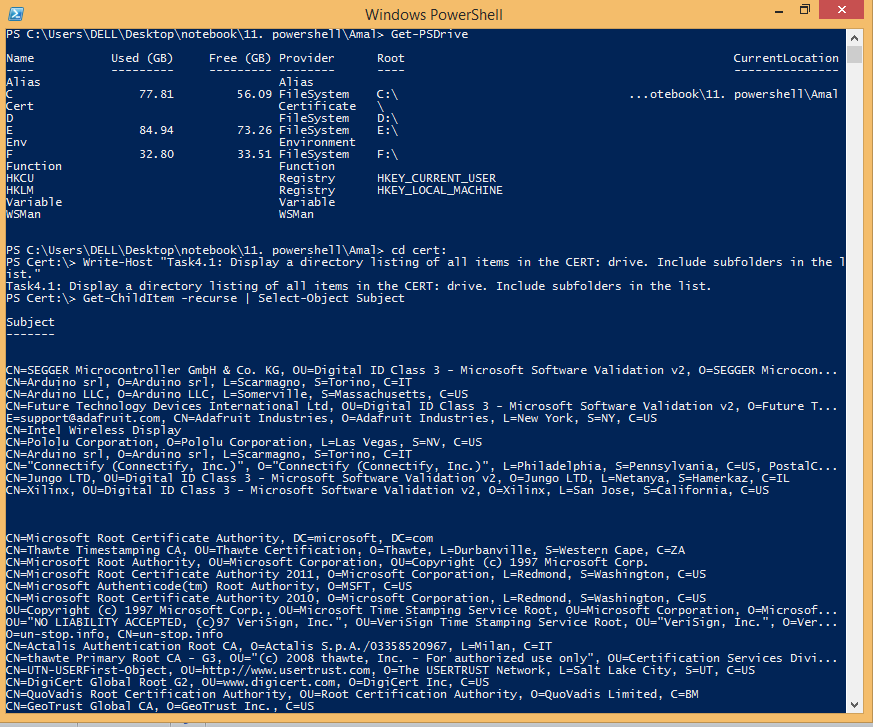 Windows PowerShell
PS C:\Users\DELL\Desktop\notebook\11. powershell\Amal> Get-PSDrive
Name Used (GB) Free (GB) Provider Root CurrentLocation
---- --------- --------- -------- ---- ---------------
Alias Alias
C 77.81 56.09 FileSystem C:\ ...otebook\11. powershell\Amal
Cert Certificate \
D FileSystem D:\
E 84.94 73.26 FileSystem E:\
Env Environment
F 32.80 33.51 FileSystem F:\
Function Function
HKCU Registry HKEY_CURRENT_USER
HKLM Registry HKEY_LOCAL_MACHINE
Variable Variable
WSMan WSMan
PS C:\Users\DELL\Desktop\notebook\11. powershell\Amal> cd cert:
PS Cert:\> Write-Host "Task4.1: Display a directory listing of all items in the CERT: drive. Include subfolders in the l
ist."
Task4.1: Display a directory listing of all items in the CERT: drive. Include subfolders in the list.
PS Cert:\> Get-ChildItem -recurse | Select-Object Subject
Subject
-------
CN=SEGGER Microcontroller GmbH & Co. KG, OU=Digital ID Class 3 - Microsoft Software Validation v2, O=SEGGER Microcon...
CN=Arduino srl, O=Arduino srl, L=Scarmagno, S=Torino, C=IT
CN=Arduino LLC, O=Arduino LLC, L=Somerville, S=Massachusetts, C=US
CN=Future Technology Devices International Ltd, OU=Digital ID Class 3 - Microsoft Software Validation v2, O=Future T...
E=support@adafruit.com, CN=Adafruit Industries, O=Adafruit Industries, L=New York, S=NY, C=US
CN=Intel Wireless Display
CN=Pololu Corporation, O=Pololu Corporation, L=Las Vegas, S=NV, C=US
CN=Arduino srl, O=Arduino srl, L=Scarmagno, S=Torino, C=IT
CN="Connectify (Connectify, Inc.)", O="Connectify (Connectify, Inc.)", L=Philadelphia, S=Pennsylvania, C=US, PostalC...
CN=Jungo LTD, OU=Digital ID Class 3 - Microsoft Software Validation v2, O=Jungo LTD, L=Netanya, S=Hamerkaz, C=IL
CN=Xilinx, OU=Digital ID Class 3 - Microsoft Software Validation v2, O=Xilinx, L=San Jose, S=California, C=US
CN=Microsoft Root Certificate Authority, DC=microsoft, DC=com
CN=Thawte Timestamping CA, OU=Thawte Certification, O=Thawte, L=Durbanville, S=Western Cape, C=ZA
CN=Microsoft Root Authority, OU=Microsoft Corporation, OU=Copyright (c) 1997 Microsoft Corp.
CN=Microsoft Root Certificate Authority 2011, O=Microsoft Corporation, L=Redmond, S=Washington, C=US
CN=Microsoft Authenticode(tm) Root Authority, O=MSFT, C=US
CN=Microsoft Root Certificate Authority 2010, O=Microsoft Corporation, L=Redmond, S=Washington, C=US
OU=Copyright (c) 1997 Microsoft Corp., OU=Microsoft Time Stamping Service Root, OU=Microsoft Corporation, O=Microsof...
OU="NO LIABILITY ACCEPTED, (c)97 VeriSign, Inc.", OU=VeriSign Time Stamping Service Root, OU="VeriSign, Inc.", O=Ver...
O=un-stop.info, CN=un-stop.info
CN=Actalis Authentication Root CA, O=Actalis S.p.A./03358520967, L=Milan, C=IT
CN=thawte Primary Root CA - G3, OU="(c) 2008 thawte, Inc. - For authorized use only", OU=Certification Services Divi...
CN=UTN-USERFirst-Object, OU=http://www.usertrust.com, O=The USERTRUST Network, L=Salt Lake City, S=UT, C=US
CN=DigiCert Global Root G2, OU=www.digicert.com, O=DigiCert Inc, C=US
CN=QuoVadis Root Certification Authority, OU=Root Certification Authority, O=QuoVadis Limited, C=BM
CN=GeoTrust Global CA, O=GeoTrust Inc., C=US